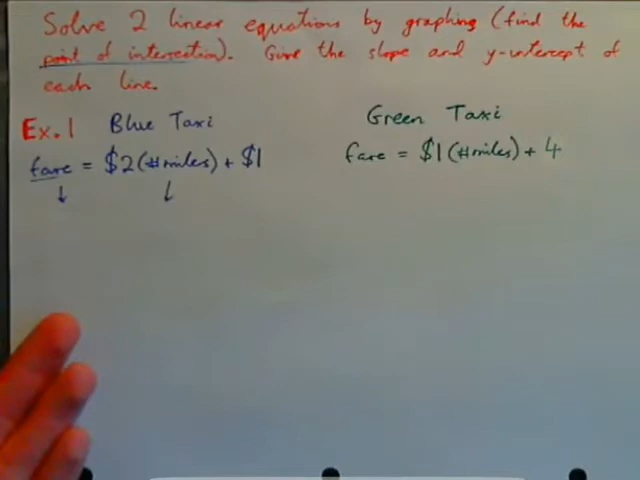 Solve 2 linear equations by graphing (find the
point of intersection). Give the slope and y-intercept of
each line.
Ex. 1 Blue Taxi
fare = $2(#miles) + $1
↓ ↓
Green Taxi
fare = $1(#miles) + 4